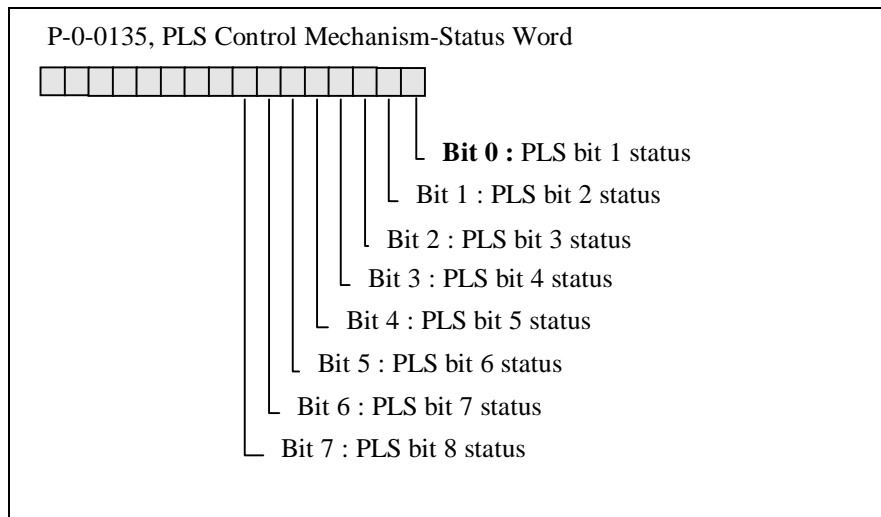 P-0-0135, PLS Control Mechanism-Status Word
Bit 0 : PLS bit 1 status
Bit 1 : PLS bit 2 status
Bit 2 : PLS bit 3 status
Bit 3 : PLS bit 4 status
Bit 4 : PLS bit 5 status
Bit 5 : PLS bit 6 status
Bit 6 : PLS bit 7 status
Bit 7 : PLS bit 8 status